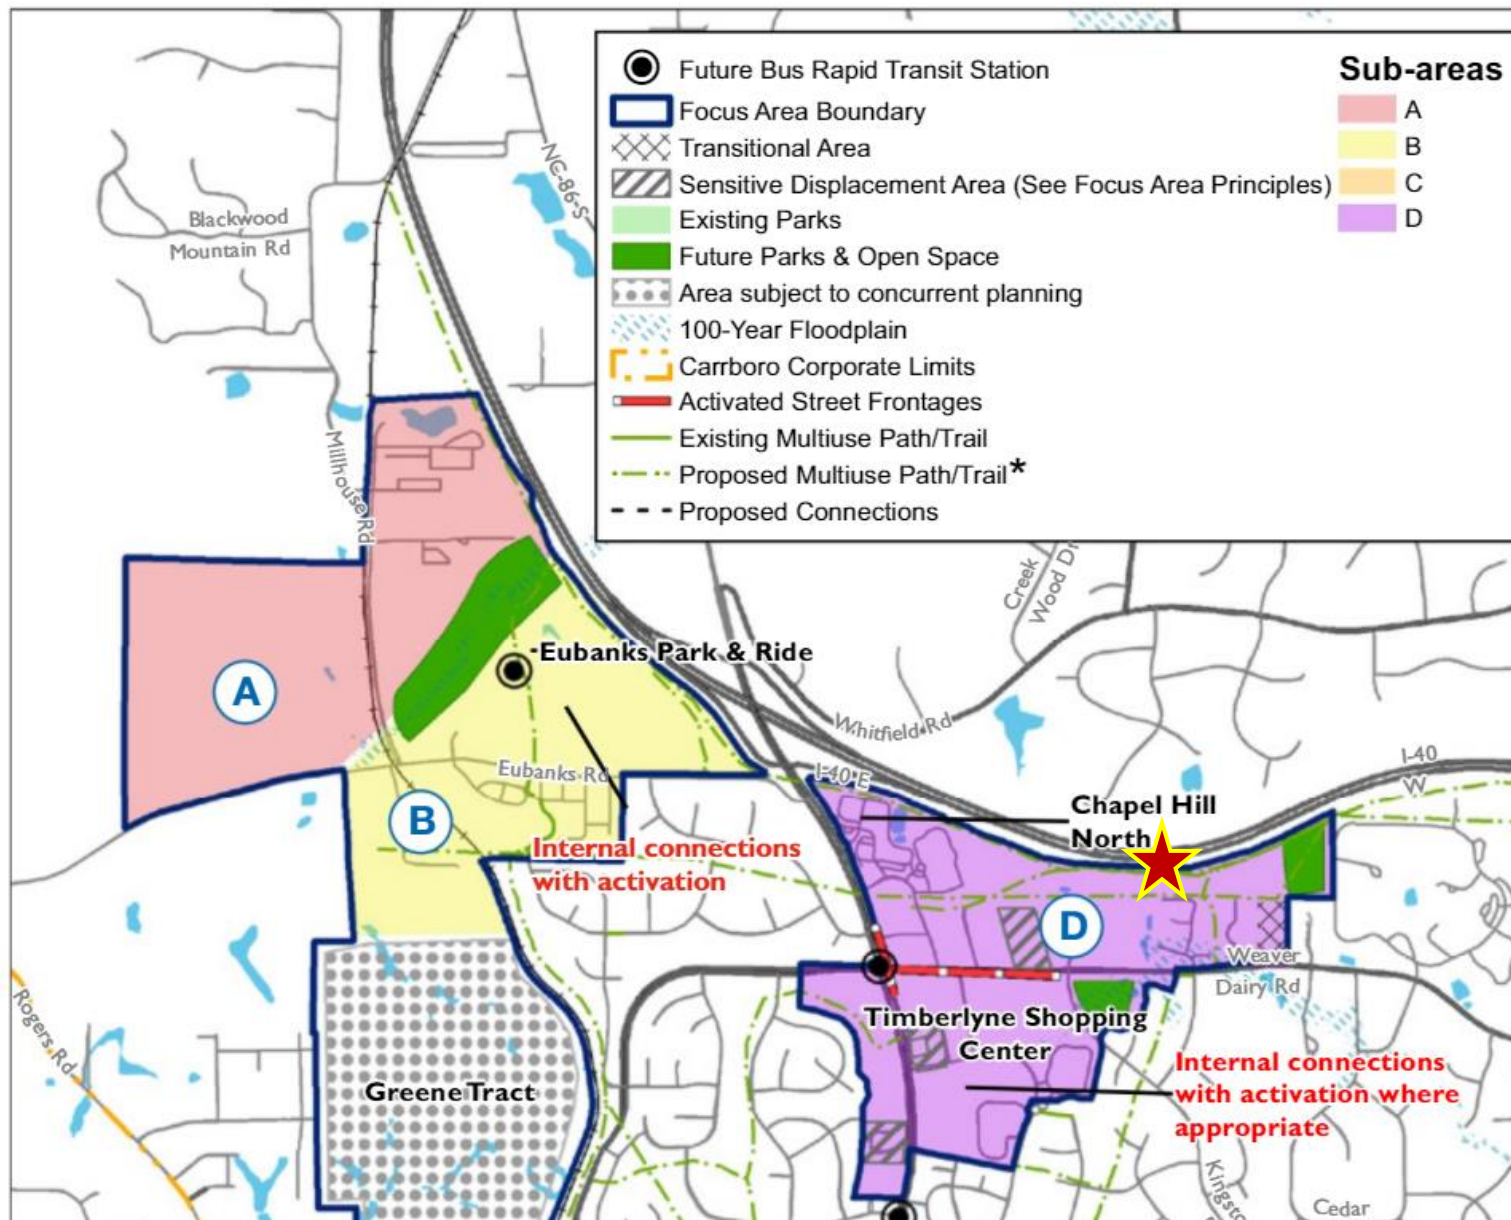 Future Bus Rapid Transit Station
Focus Area Boundary
Transitional Area
Sensitive Displacement Area (See Focus Area Principles)
Existing Parks
Future Parks & Open Space
Area subject to concurrent planning
100-Year Floodplain
Carrboro Corporate Limits
Activated Street Frontages
Existing Multiuse Path/Trail
Proposed Multiuse Path/Trail*
Proposed Connections
Sub-areas
A
B
C
D
NC-86-S
Blackwood
Mountain Rd
Millhouse Rd
Creek
Wood Dr
A
Eubanks Park & Ride
Whitfield Rd
I-40
W
I-40 E
Eubanks Rd
B
Chapel Hill
North
Internal connections
with activation
D
Weaver
Dairy Rd
Rogers Rd
Timberlyne Shopping
Center
Greene Tract
Internal connections
with activation where
appropriate
Cedar